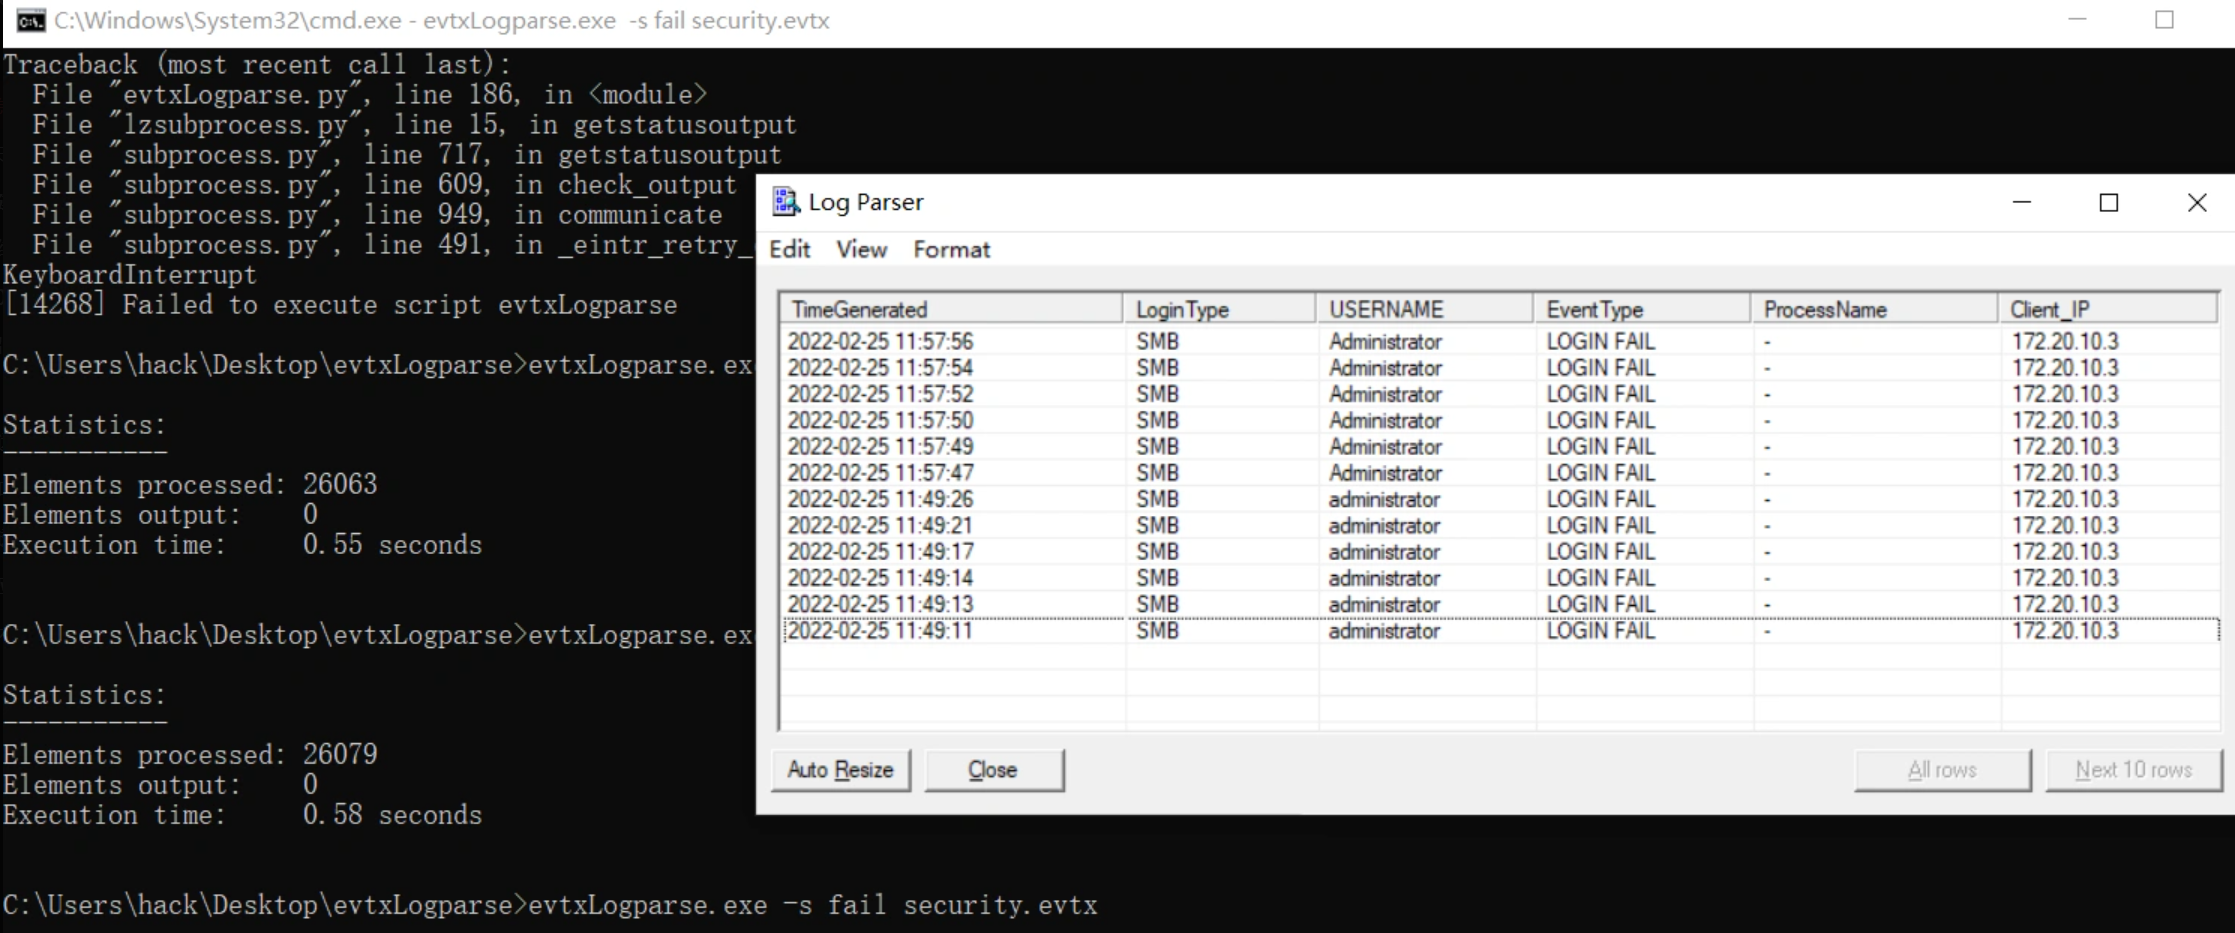 C:\Windows\System32\cmd.exe - evtxLogparse.exe  -s fail security.evtx
Traceback (most recent call last):
  File "evtxLogparse.py", line 186, in <module>
  File "lzsubprocess.py", line 15, in getstatusoutput
  File "subprocess.py", line 717, in getstatusoutput
  File "subprocess.py", line 609, in check_output
  File "subprocess.py", line 949, in communicate
  File "subprocess.py", line 491, in _eintr_retry_
KeyboardInterrupt
[14268] Failed to execute script evtxLogparse
C:\Users\hack\Desktop\evtxLogparse>evtxLogparse.ex
Statistics:
-----------
Elements processed: 26063
Elements output:    0
Execution time:     0.55 seconds
C:\Users\hack\Desktop\evtxLogparse>evtxLogparse.ex
Statistics:
-----------
Elements processed: 26079
Elements output:    0
Execution time:     0.58 seconds
C:\Users\hack\Desktop\evtxLogparse>evtxLogparse.exe -s fail security.evtx
Log Parser
Edit View Format
TimeGenerated LoginType USERNAME EventType ProcessName Client_IP
2022-02-25 11:57:56 SMB Administrator LOGIN FAIL - 172.20.10.3
2022-02-25 11:57:54 SMB Administrator LOGIN FAIL - 172.20.10.3
2022-02-25 11:57:52 SMB Administrator LOGIN FAIL - 172.20.10.3
2022-02-25 11:57:50 SMB Administrator LOGIN FAIL - 172.20.10.3
2022-02-25 11:57:49 SMB Administrator LOGIN FAIL - 172.20.10.3
2022-02-25 11:57:47 SMB Administrator LOGIN FAIL - 172.20.10.3
2022-02-25 11:49:26 SMB administrator LOGIN FAIL - 172.20.10.3
2022-02-25 11:49:21 SMB administrator LOGIN FAIL - 172.20.10.3
2022-02-25 11:49:17 SMB administrator LOGIN FAIL - 172.20.10.3
2022-02-25 11:49:14 SMB administrator LOGIN FAIL - 172.20.10.3
2022-02-25 11:49:13 SMB administrator LOGIN FAIL - 172.20.10.3
2022-02-25 11:49:11 SMB administrator LOGIN FAIL - 172.20.10.3
Auto Resize Close All rows Next 10 rows